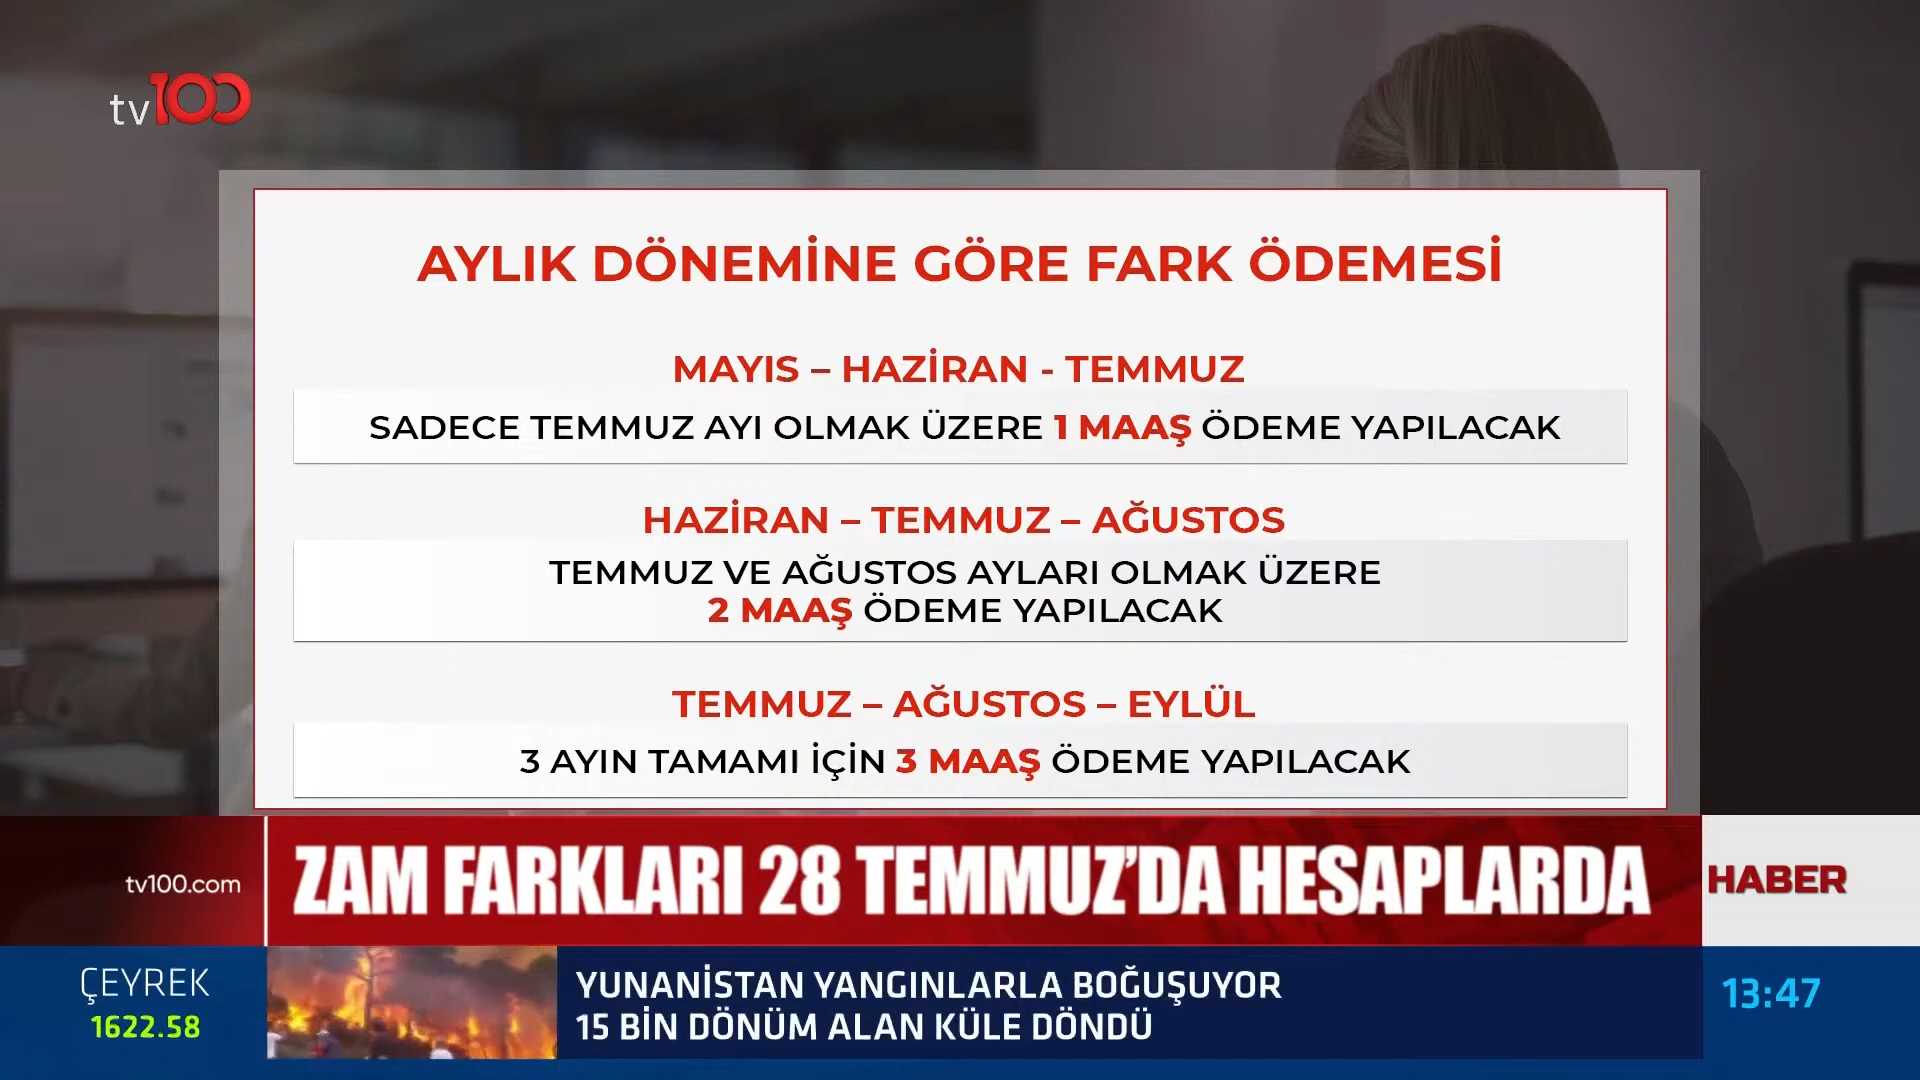 tv100
AYLIK DÖNEMİNE GÖRE FARK ÖDEMESİ
MAYIS – HAZİRAN - TEMMUZ
SADECE TEMMUZ AYI OLMAK ÜZERE 1 MAAŞ ÖDEME YAPILACAK
HAZİRAN – TEMMUZ – AĞUSTOS
TEMMUZ VE AĞUSTOS AYLARI OLMAK ÜZERE
2 MAAŞ ÖDEME YAPILACAK
TEMMUZ – AĞUSTOS – EYLÜL
3 AYIN TAMAMI İÇİN 3 MAAŞ ÖDEME YAPILACAK
tv100.com
ZAM FARKLARI 28 TEMMUZ'DA HESAPLARDA
HABER
ÇEYREK
1622.58
YUNANİSTAN YANGINLARLA BOĞUŞUYOR
15 BİN DÖNÜM ALAN KÜLE DÖNDÜ
13:47